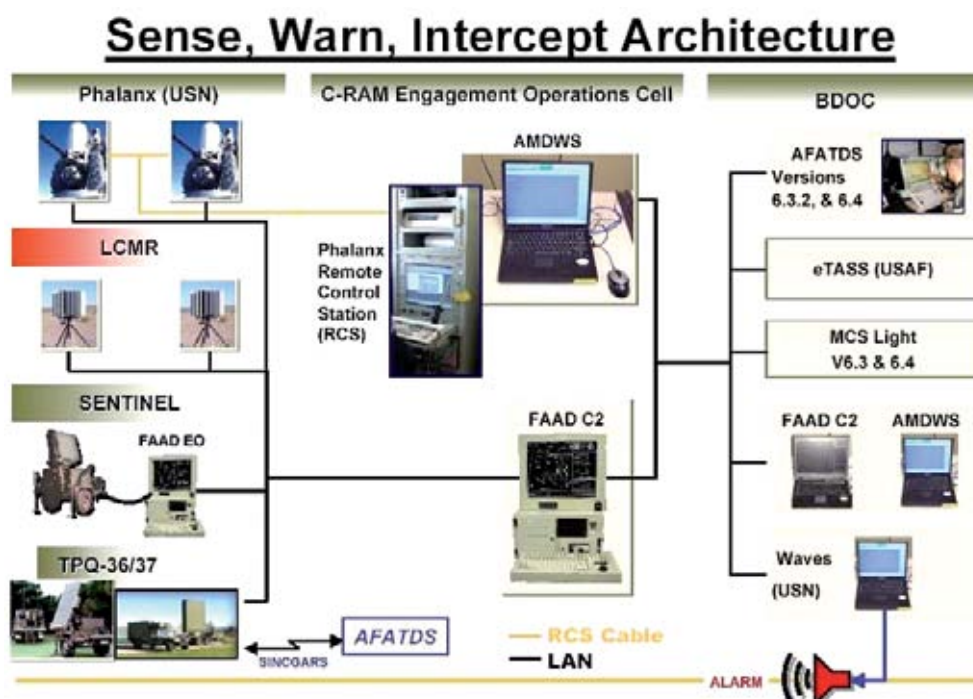 Sense, Warn, Intercept Architecture
Phalanx (USN)
C-RAM Engagement Operations Cell
BDOC
AMDWS
AFATDS
Versions
6.3.2, & 6.4
LCMR
Phalanx
Remote
Control
Station
(RCS)
eTASS (USAF)
MCS Light
V6.3 & 6.4
SENTINEL
FAAD EO
FAAD C2
FAAD C2
AMDWS
TPQ-36/37
Waves
(USN)
AFATDS
SINCGARS
RCS Cable
LAN
ALARM